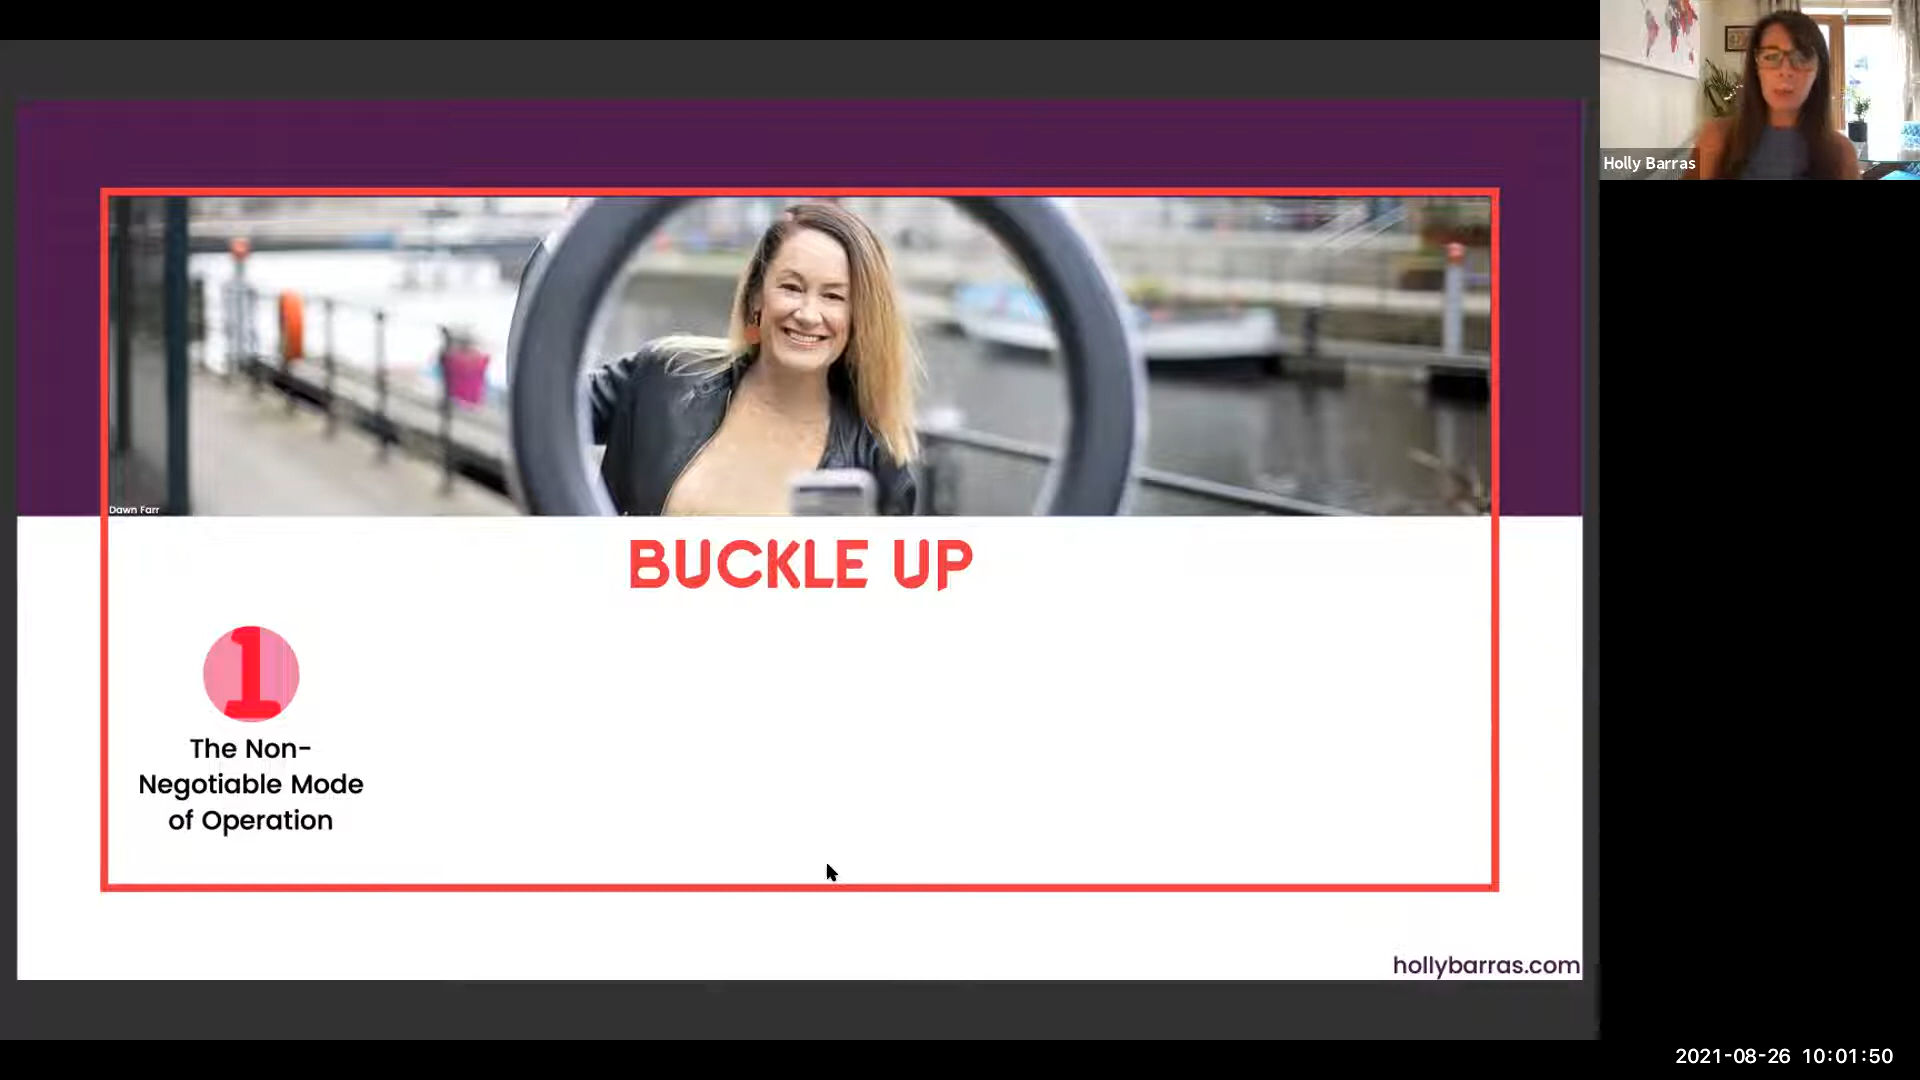 Holly Barras
Dawn Farr
BUCKLE UP
1
The Non-
Negotiable Mode
of Operation
hollybarras.com
2021-08-26 10:01:50